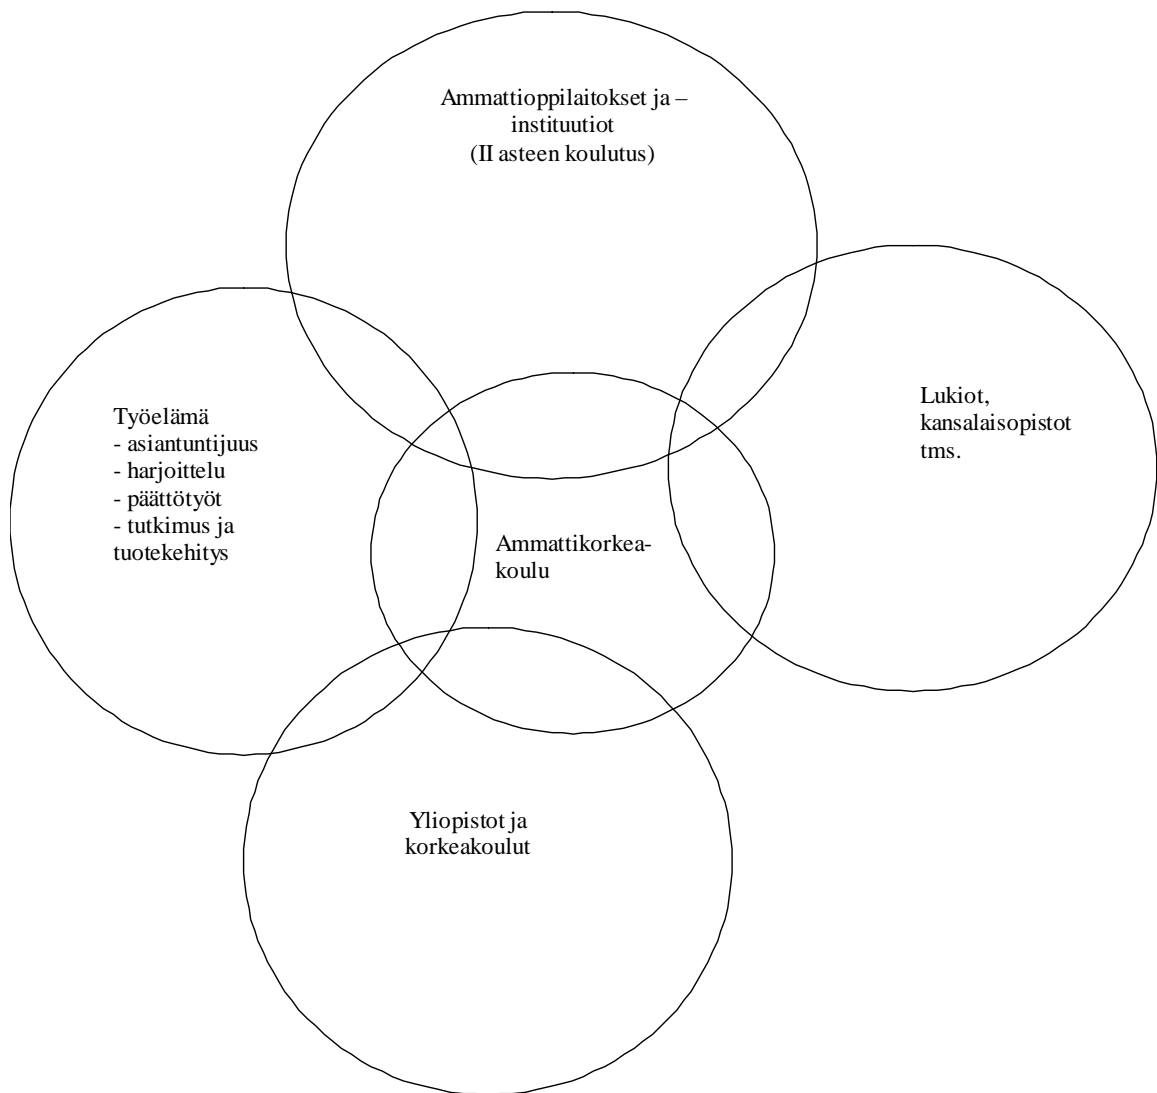 Ammattioppilaitokset ja –
instituutiot
(II asteen koulutus)
Lukiot,
kansalaisopistot
tms.
Työelämä
- asiantuntijuus
- harjoittelu
- päättötyöt
- tutkimus ja
tuotekehitys
Ammattikorkea-
koulu
Yliopistot ja
korkeakoulut